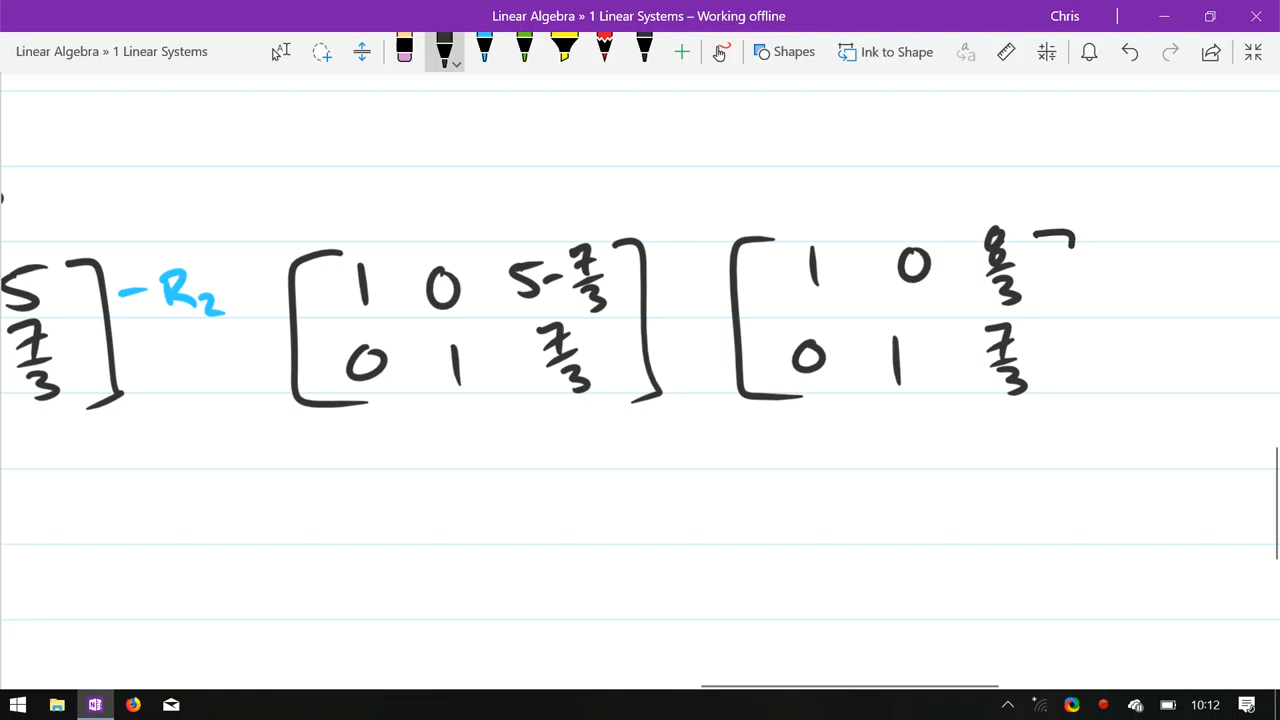 Linear Algebra » 1 Linear Systems – Working offline
Chris
Linear Algebra » 1 Linear Systems
Shapes
Ink to Shape
5 ] -R2 [ 1 0 5-7/3 ] [ 1 0 8/3 ]
7/3 ] [ 0 1 7/3 ] [ 0 1 7/3
10:12